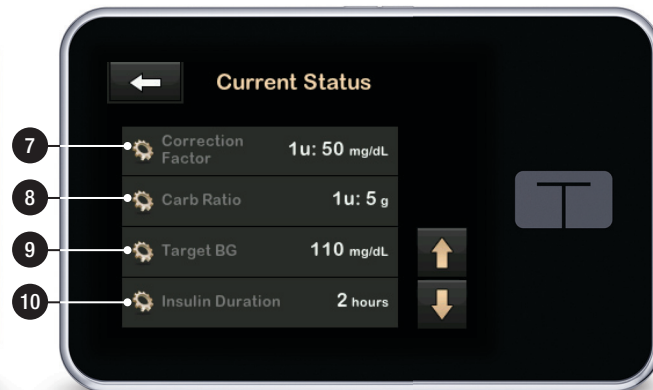 Current Status
7 Correction Factor 1u: 50 mg/dL
8 Carb Ratio 1u: 5 g
9 Target BG 110 mg/dL
10 Insulin Duration 2 hours